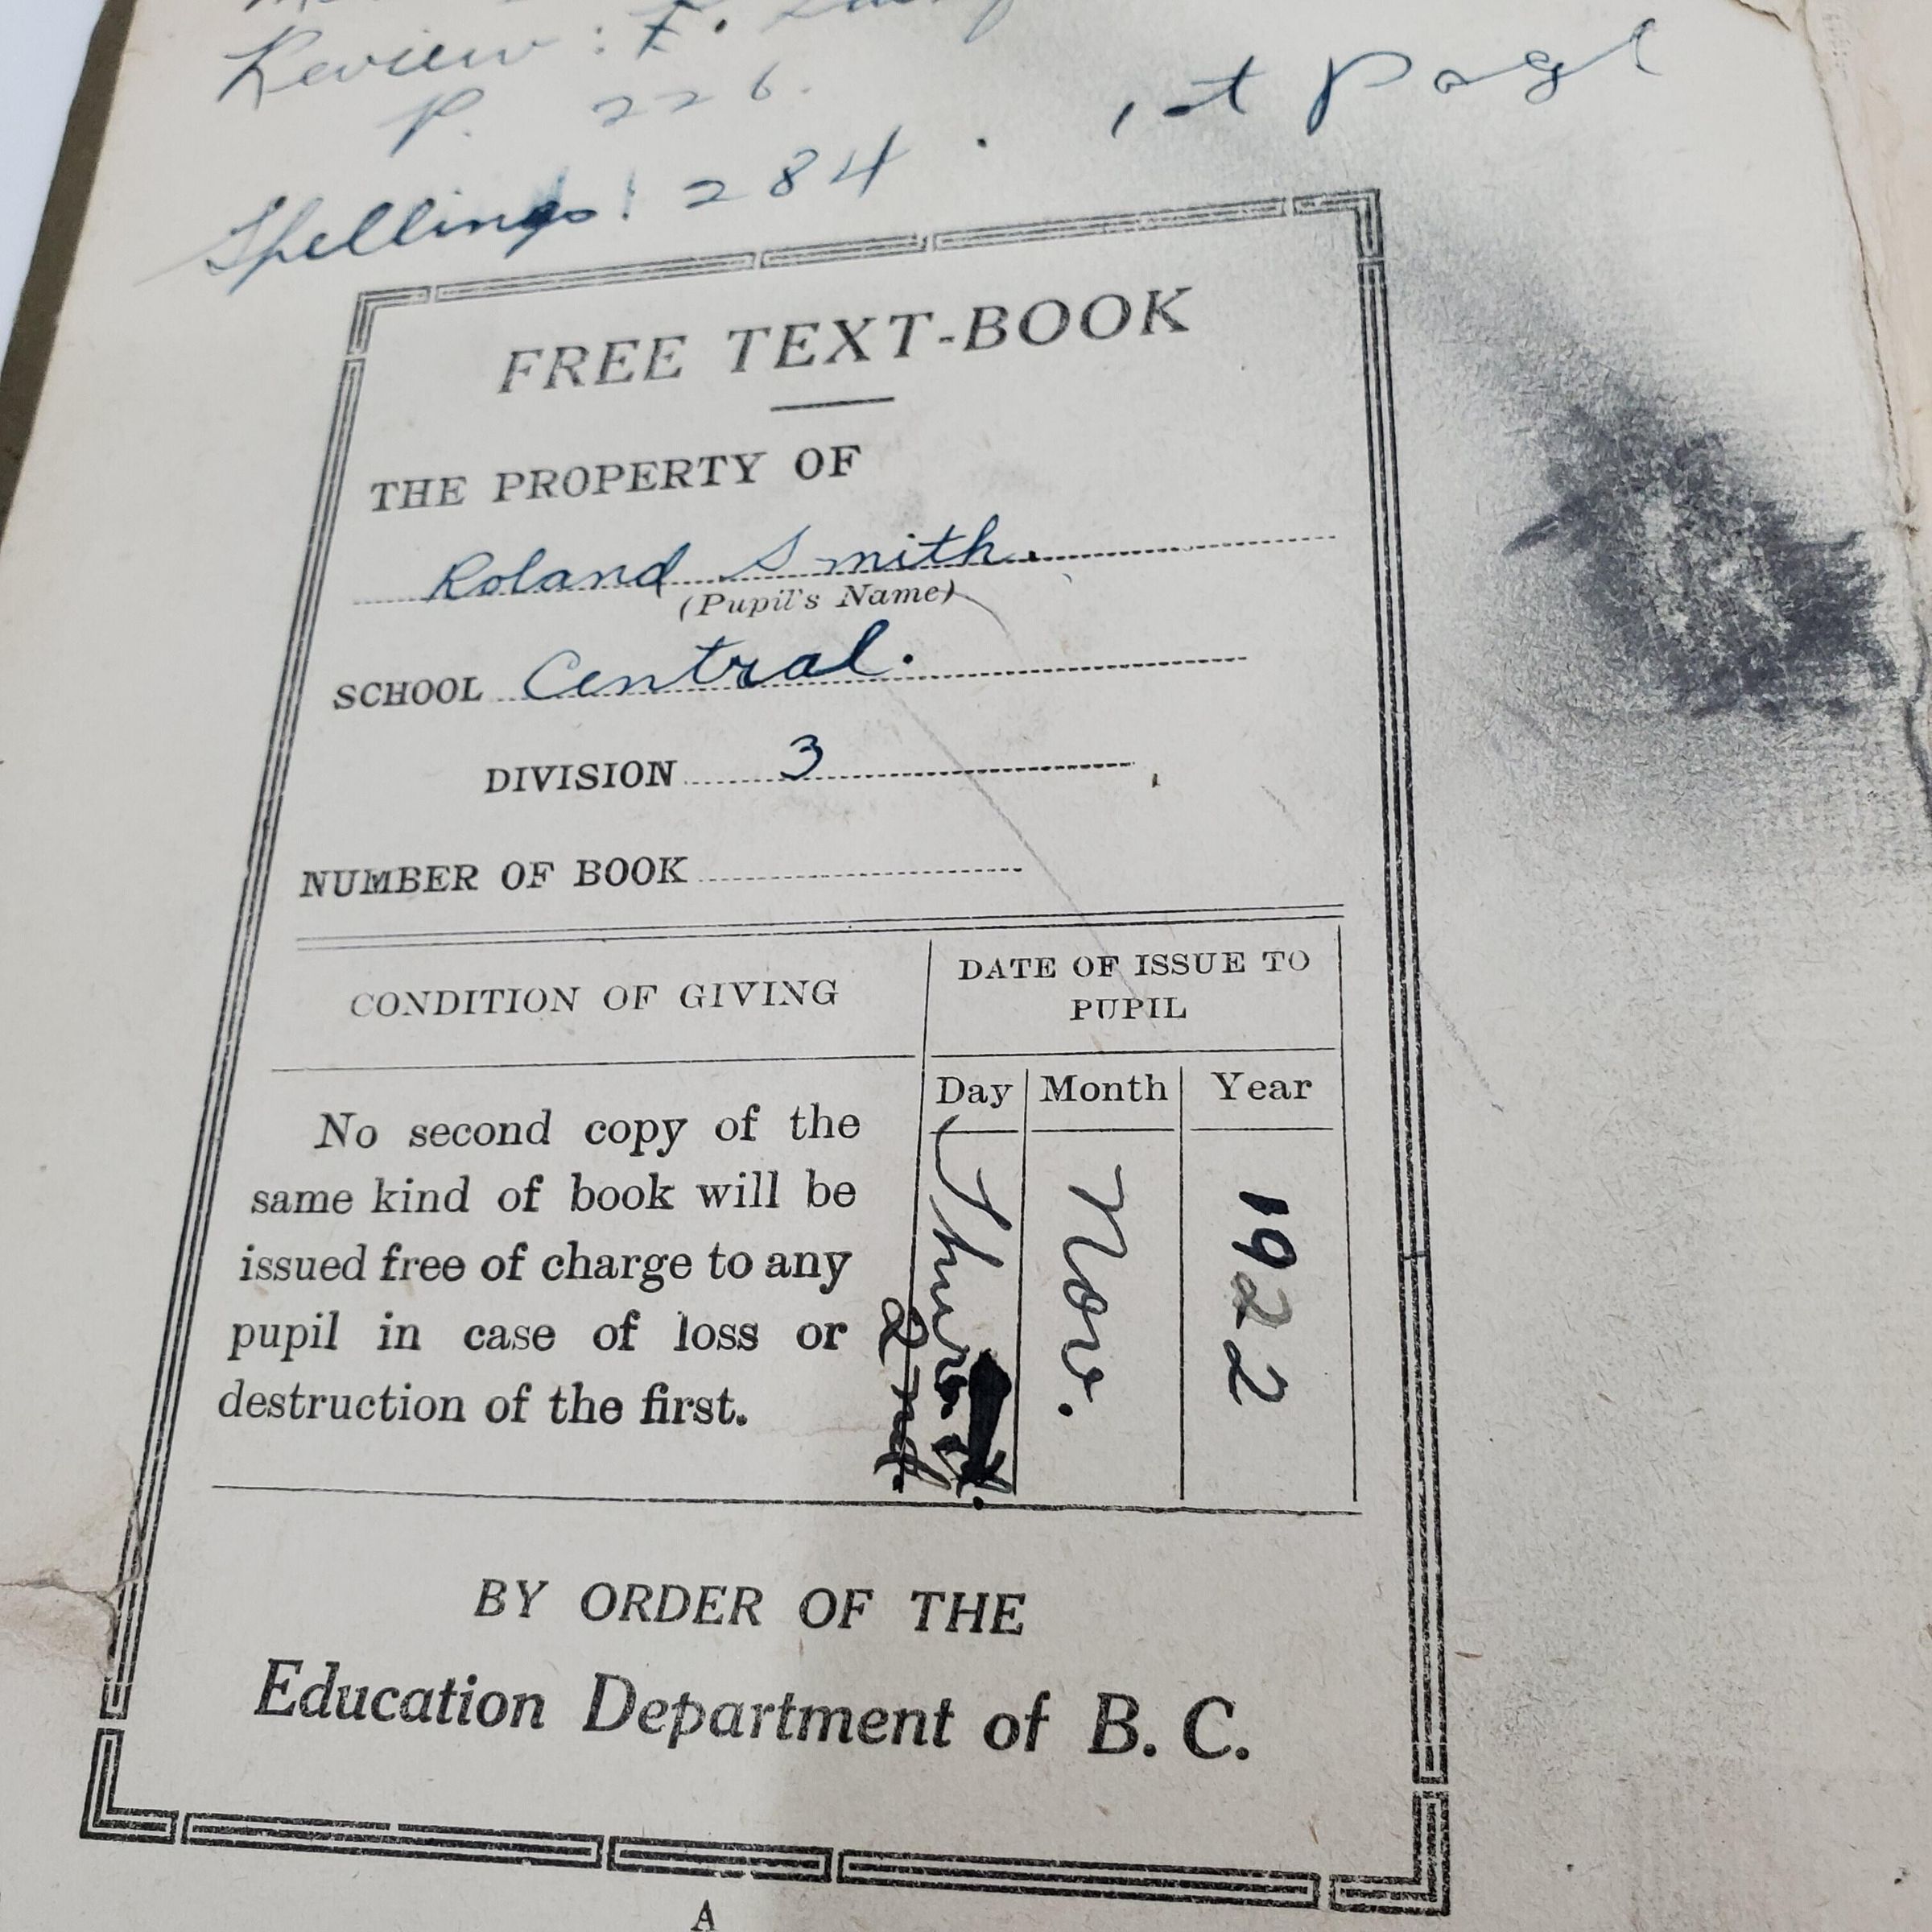 Review : F.
P. 226.
Spellings! 284 . 1st Page
FREE TEXT-BOOK
THE PROPERTY OF
Roland Smith.
(Pupil's Name)
SCHOOL Central.
DIVISION 3
NUMBER OF BOOK
CONDITION OF GIVING
No second copy of the
same kind of book will be
issued free of charge to any
pupil in case of loss or
destruction of the first.
DATE OF ISSUE TO
PUPIL
Day Month Year
Thurs
2nd.
Nov.
1922
BY ORDER OF THE
Education Department of B. C.
A